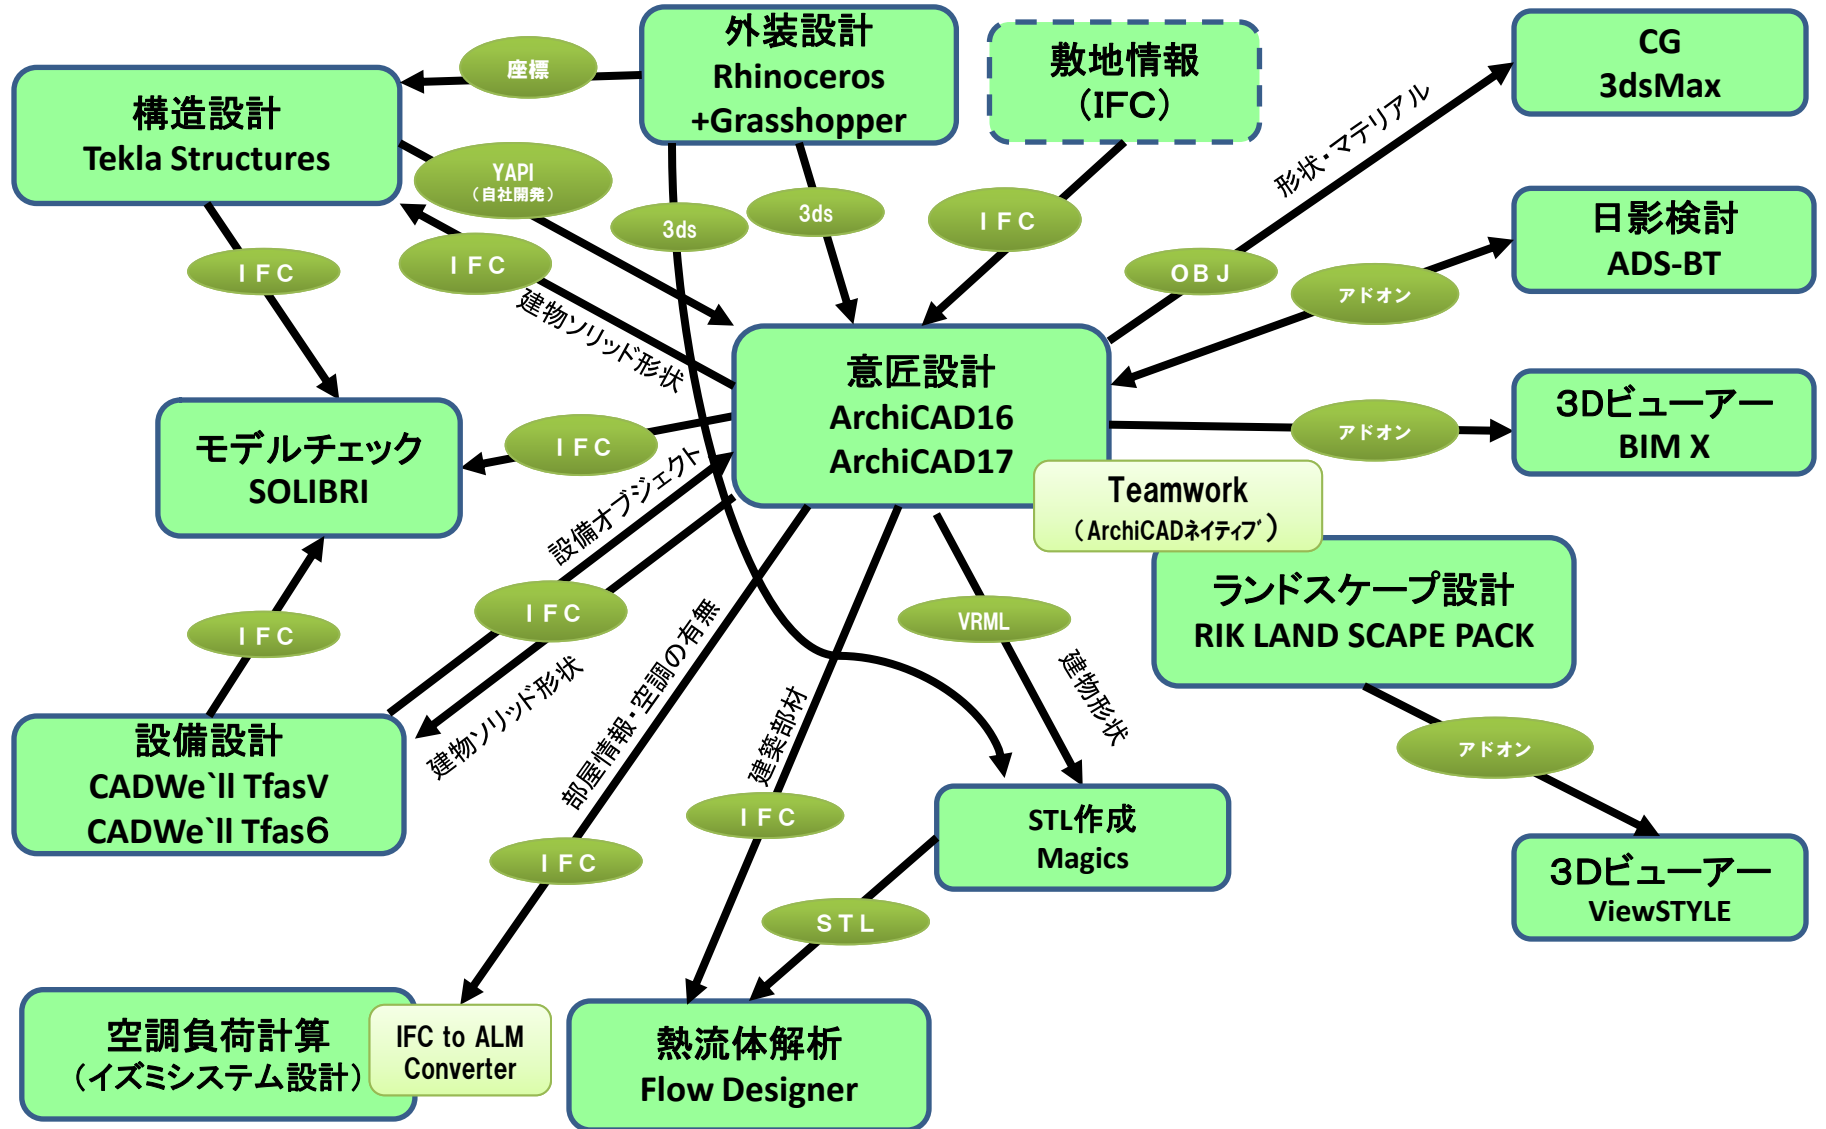 外装設計
Rhinoceros
+Grasshopper
敷地情報
（IFC）
CG
3dsMax
座標
構造設計
Tekla Structures
形状・マテリアル
YAPI
（自社開発）
3ds
3ds
ＩＦＣ
日影検討
ADS-BT
ＩＦＣ
ＩＦＣ
ＯＢＪ
アドオン
建物ソリッド形状
意匠設計
ArchiCAD16
ArchiCAD17
3Dビューアー
BIM X
アドオン
モデルチェック
SOLIBRI
ＩＦＣ
Teamwork
（ArchiCADﾈｲﾃｨﾌﾞ）
設備オブジェクト
ＩＦＣ
ＩＦＣ
VRML
ランドスケープ設計
RIK LAND SCAPE PACK
建物ソリッド形状
部屋情報・空調の有無
建築部材
建物形状
設備設計
CADWe`ll TfasV
CADWe`ll Tfas６
アドオン
ＩＦＣ
ＩＦＣ
STL作成
Magics
ＳＴＬ
３Dビューアー
ViewSTYLE
空調負荷計算
（イズミシステム設計）
IFC to ALM
Converter
熱流体解析
Flow Designer